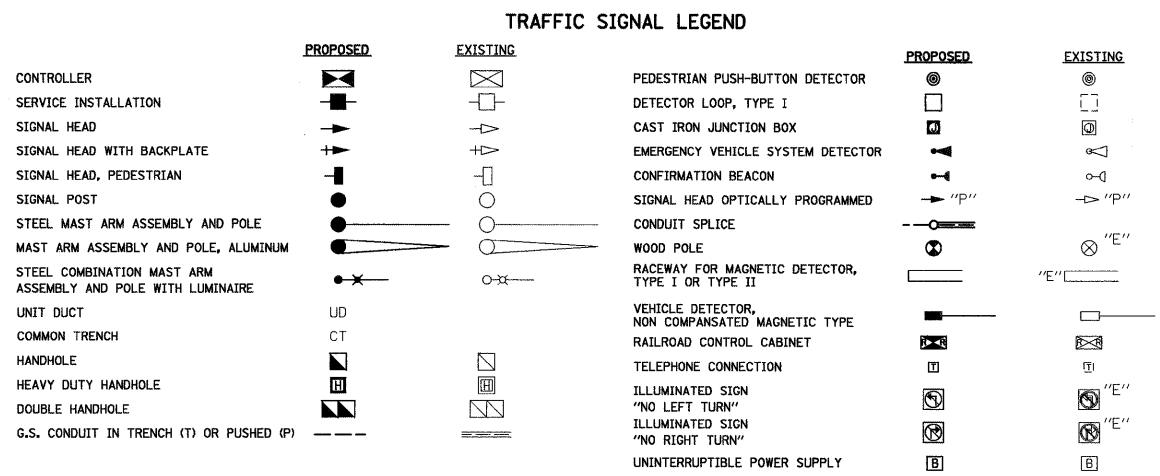 TRAFFIC SIGNAL LEGEND
PROPOSED EXISTING
CONTROLLER
SERVICE INSTALLATION
SIGNAL HEAD
SIGNAL HEAD WITH BACKPLATE
SIGNAL HEAD, PEDESTRIAN
SIGNAL POST
STEEL MAST ARM ASSEMBLY AND POLE
MAST ARM ASSEMBLY AND POLE, ALUMINUM
STEEL COMBINATION MAST ARM
ASSEMBLY AND POLE WITH LUMINAIRE
UNIT DUCT UD
COMMON TRENCH CT
HANDHOLE
HEAVY DUTY HANDHOLE H H
DOUBLE HANDHOLE
G.S. CONDUIT IN TRENCH (T) OR PUSHED (P)
PROPOSED EXISTING
PEDESTRIAN PUSH-BUTTON DETECTOR
DETECTOR LOOP, TYPE I
CAST IRON JUNCTION BOX J J
EMERGENCY VEHICLE SYSTEM DETECTOR
CONFIRMATION BEACON
SIGNAL HEAD OPTICALLY PROGRAMMED "P" "P"
CONDUIT SPLICE
WOOD POLE "E"
RACEWAY FOR MAGNETIC DETECTOR,
TYPE I OR TYPE II "E"
VEHICLE DETECTOR,
NON COMPANSATED MAGNETIC TYPE
RAILROAD CONTROL CABINET R R R R
TELEPHONE CONNECTION T T
ILLUMINATED SIGN
"NO LEFT TURN" "E"
ILLUMINATED SIGN
"NO RIGHT TURN" "E"
UNINTERRUPTIBLE POWER SUPPLY B B